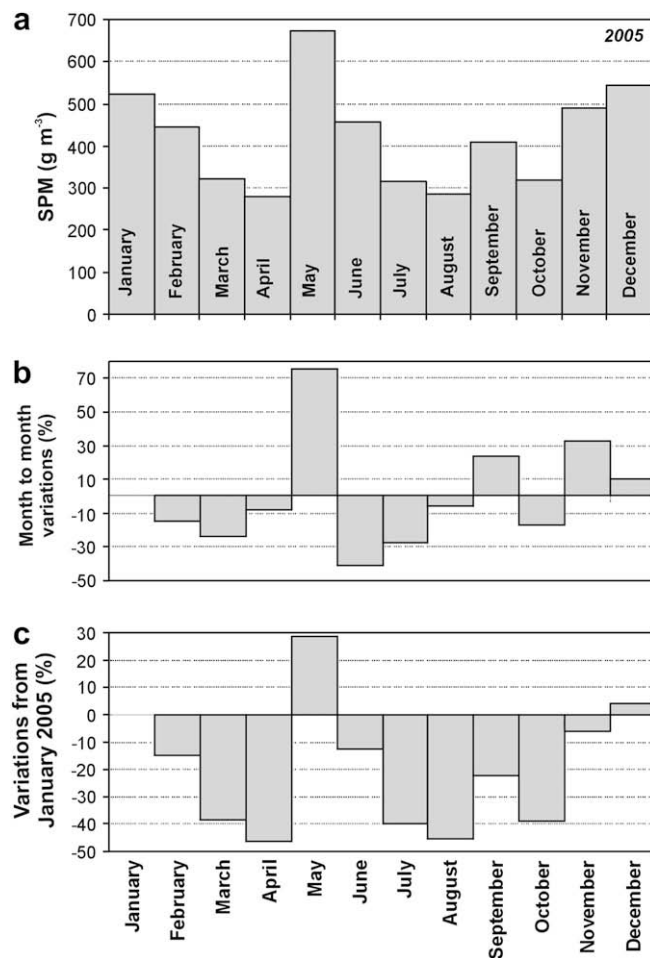 a
2005
SPM (g m⁻³)
700
600
500
400
300
200
100
0
January
February
March
April
May
June
July
August
September
October
November
December
b
Month to month
variations (%)
70
50
30
10
-10
-30
-50
c
Variations from
January 2005 (%)
30
20
10
0
-10
-20
-30
-40
-50
January
February
March
April
May
June
July
August
September
October
November
December